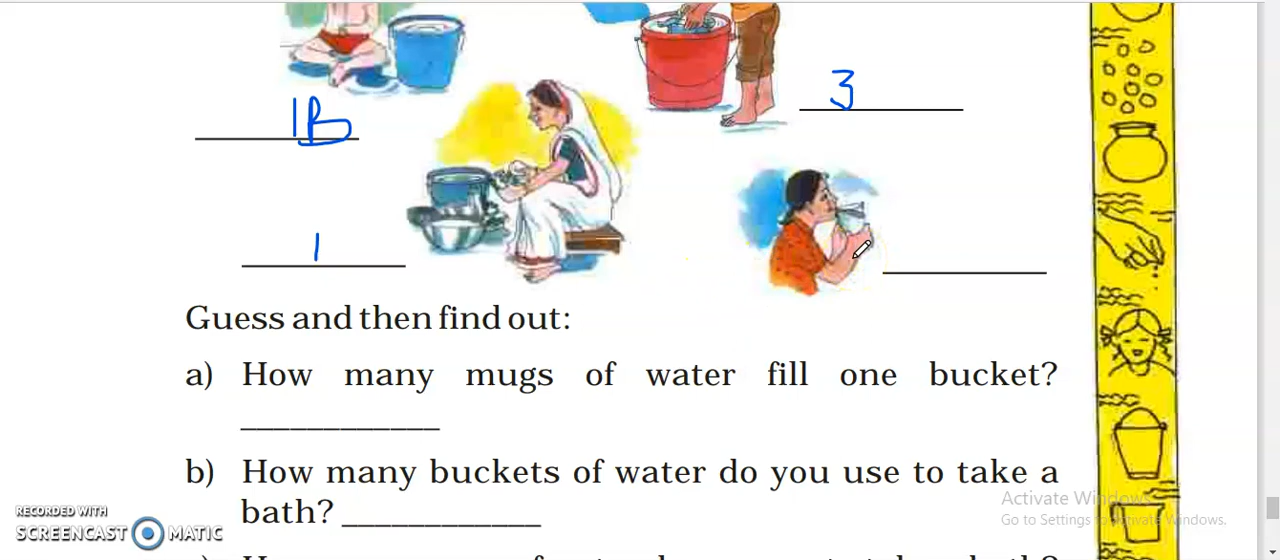 3
1B
1
Guess and then find out:
a) How many mugs of water fill one bucket?
b) How many buckets of water do you use to take a
bath?
Activate Windows
Go to Settings to Activate Windows.
RECORDED WITH
SCREENCAST MATIC